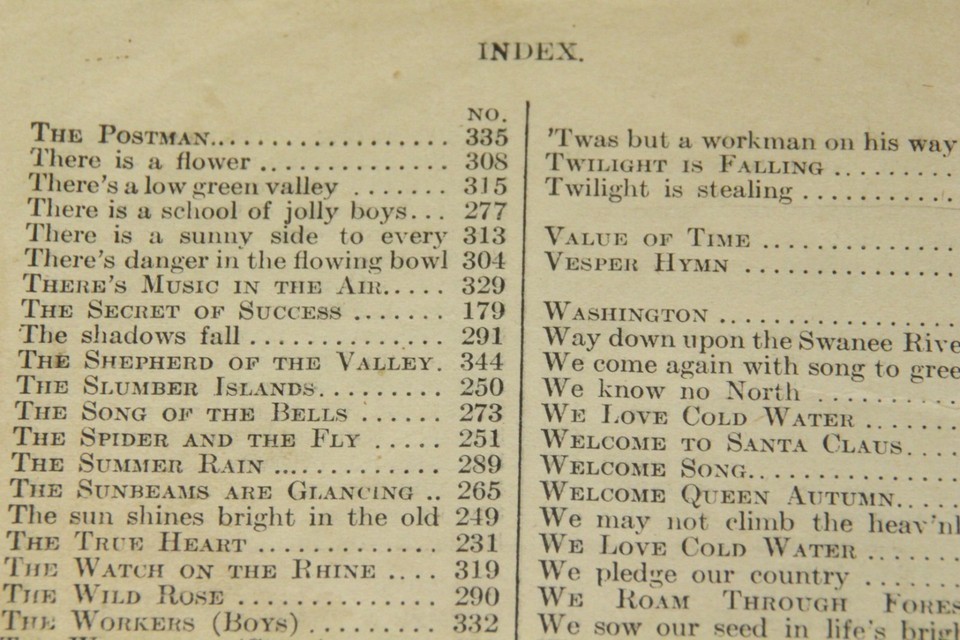 INDEX.
NO.
THE POSTMAN.................. 335
There is a flower .............. 308
There's a low green valley ....... 315
There is a school of jolly boys... 277
There is a sunny side to every 313
There's danger in the flowing bowl 304
THERE'S MUSIC IN THE AIR..... 329
THE SECRET OF SUCCESS ....... 179
The shadows fall .............. 291
THE SHEPHERD OF THE VALLEY. 344
THE SLUMBER ISLANDS......... 250
THE SONG OF THE BELLS ...... 273
THE SPIDER AND THE FLY ..... 251
THE SUMMER RAIN ............. 289
THE SUNBEAMS ARE GLANCING .. 265
The sun shines bright in the old 249
THE TRUE HEART ............. 231
THE WATCH ON THE RHINE .... 319
THE WILD ROSE .............. 290
THE WORKERS (BOYS) ......... 332
'Twas but a workman on his way
TWILIGHT IS FALLING .........
Twilight is stealing ...........
VALUE OF TIME ..............
VESPER HYMN ...............
WASHINGTON .................
Way down upon the Swanee Rive
We come again with song to gree
We know no North ..........
WE LOVE COLD WATER .......
WELCOME TO SANTA CLAUS....
WELCOME SONG..............
WELCOME QUEEN AUTUMN.....
We may not climb the heav'nl
WE LOVE COLD WATER .......
We pledge our country .......
WE ROAM THROUGH FORES
We sow our seed in life's brigh